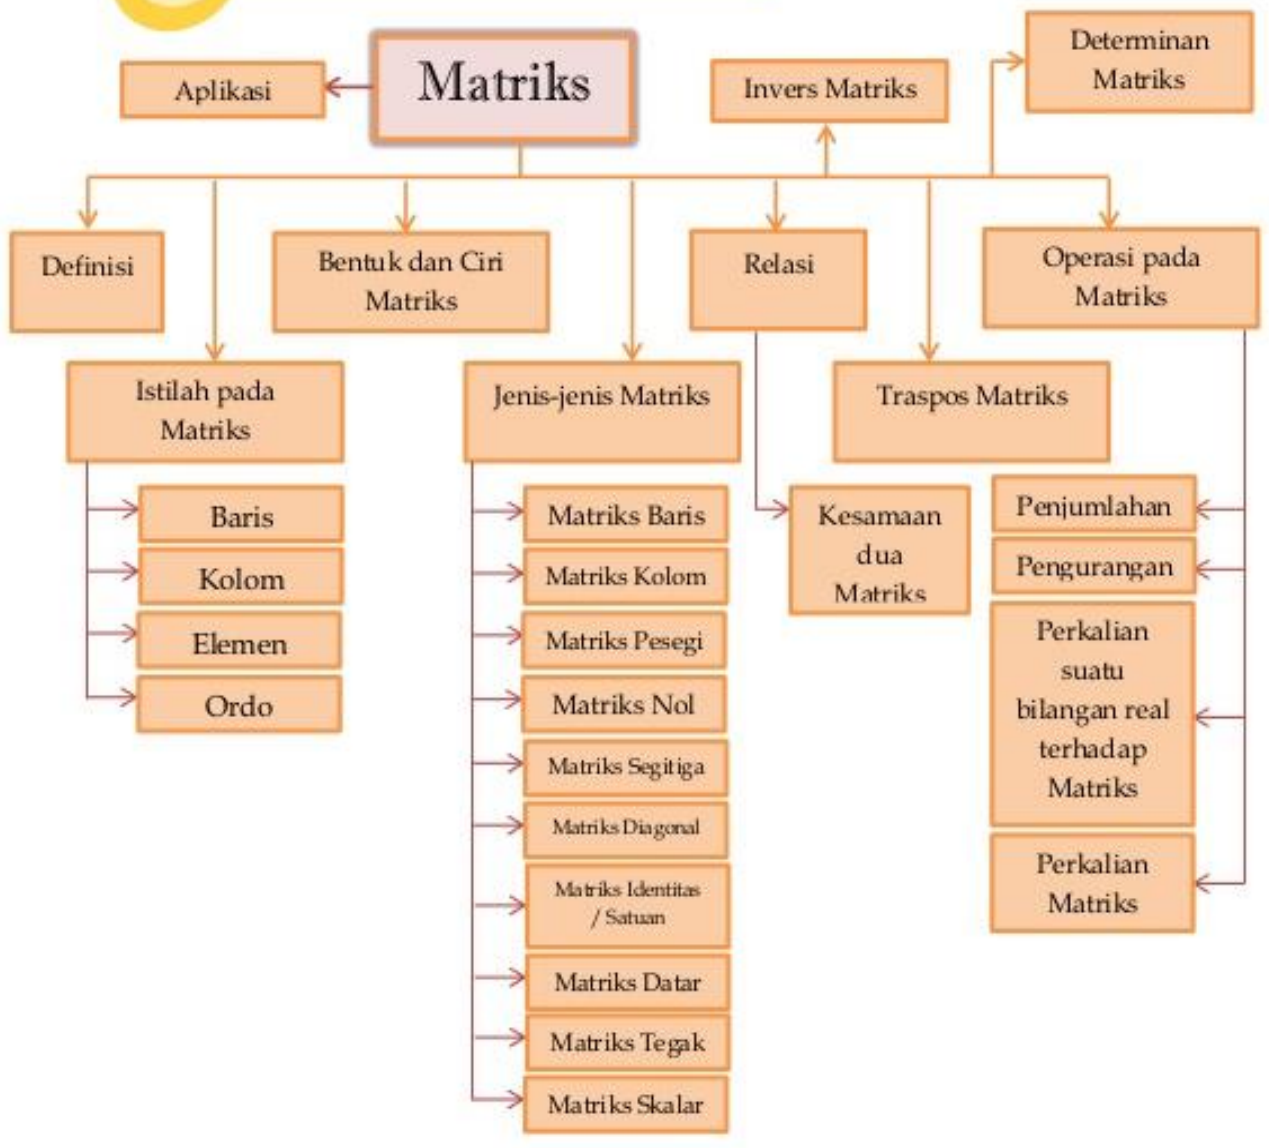 Matriks
Aplikasi
Invers Matriks
Determinan
Matriks
Definisi
Bentuk dan Ciri
Matriks
Relasi
Operasi pada
Matriks
Istilah pada
Matriks
Jenis-jenis Matriks
Traspos Matriks
Baris
Kolom
Elemen
Ordo
Matriks Baris
Matriks Kolom
Matriks Pesegi
Matriks Nol
Matriks Segitiga
Matriks Diagonal
Matriks Identitas
/ Satuan
Matriks Datar
Matriks Tegak
Matriks Skalar
Kesamaan
dua
Matriks
Penjumlahan
Pengurangan
Perkalian
suatu
bilangan real
terhadap
Matriks
Perkalian
Matriks